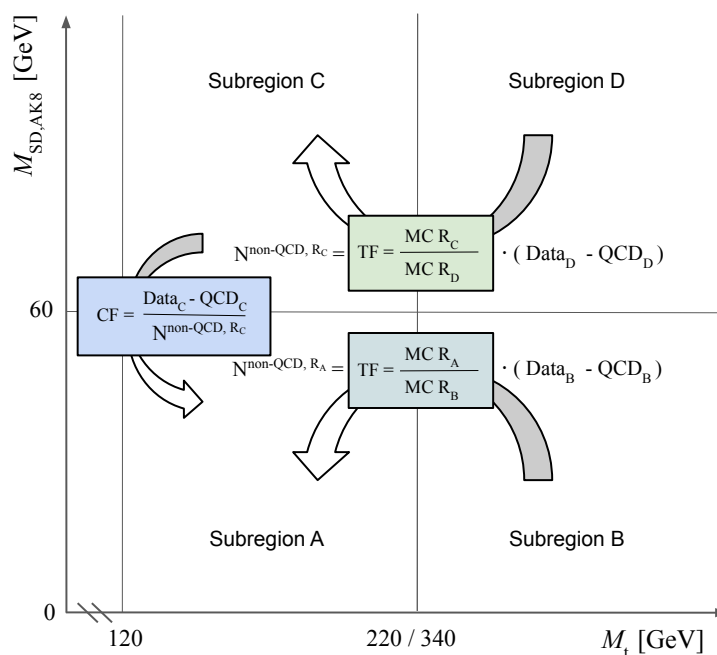 M_SD,AK8 [GeV]
Subregion C
Subregion D
N^non-QCD, R_C = TF = MC R_C / MC R_D · ( Data_D - QCD_D )
60
CF = Data_C - QCD_C / N^non-QCD, R_C
N^non-QCD, R_A = TF = MC R_A / MC R_B · ( Data_B - QCD_B )
Subregion A
Subregion B
0
120
220 / 340
M_t [GeV]